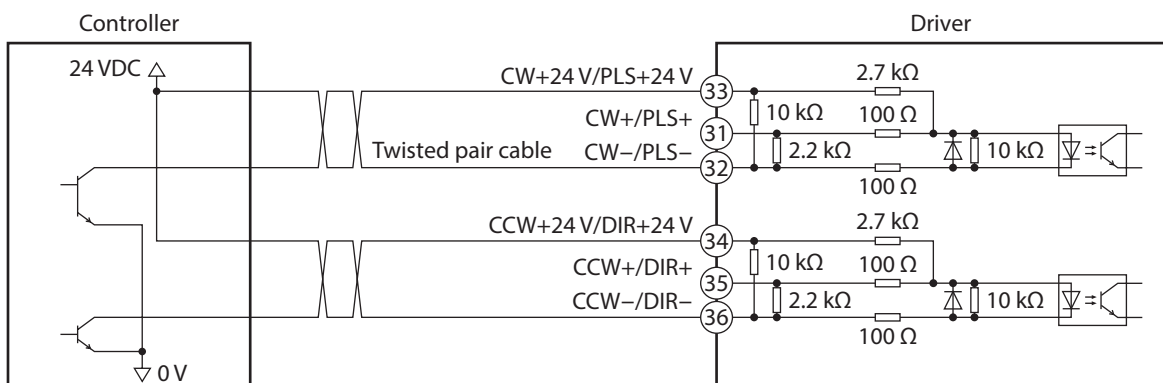 Controller
Driver
24 VDC
CW+24 V/PLS+24 V
33
2.7 kΩ
10 kΩ
100 Ω
CW+/PLS+
31
Twisted pair cable
CW−/PLS−
32
2.2 kΩ
10 kΩ
100 Ω
CCW+24 V/DIR+24 V
34
2.7 kΩ
10 kΩ
100 Ω
CCW+/DIR+
35
CCW−/DIR−
36
2.2 kΩ
10 kΩ
100 Ω
0 V